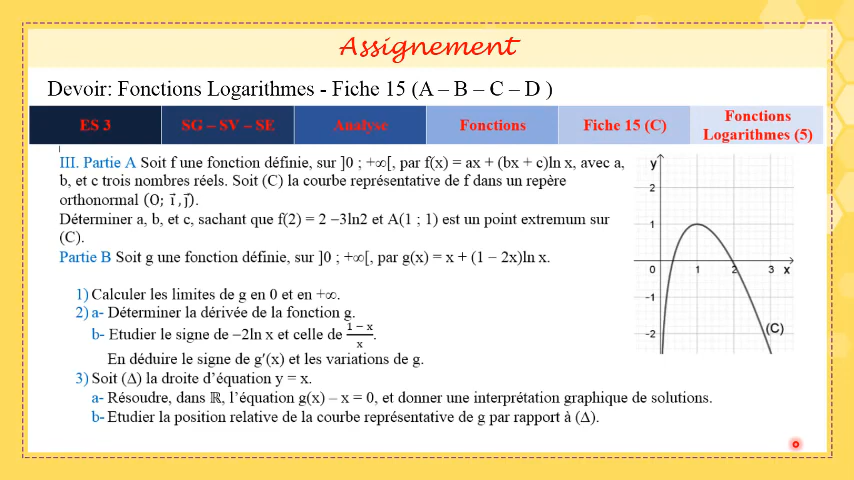 Assignement
Devoir: Fonctions Logarithmes - Fiche 15 (A – B – C – D )
ES 3 SG – SV – SE Analyse Fonctions Fiche 15 (C) Fonctions Logarithmes (5)
III. Partie A Soit f une fonction définie, sur ]0 ; +∞[, par f(x) = ax + (bx + c)ln x, avec a,
b, et c trois nombres réels. Soit (C) la courbe représentative de f dans un repère
orthonormal (O; i⃗ , j⃗).
Déterminer a, b, et c, sachant que f(2) = 2 −3ln2 et A(1 ; 1) est un point extremum sur
(C).
Partie B Soit g une fonction définie, sur ]0 ; +∞[, par g(x) = x + (1 − 2x)ln x.
1) Calculer les limites de g en 0 et en +∞.
2) a- Déterminer la dérivée de la fonction g.
b- Etudier le signe de −2ln x et celle de (1 − x)/x.
En déduire le signe de g′(x) et les variations de g.
3) Soit (Δ) la droite d’équation y = x.
a- Résoudre, dans ℝ, l’équation g(x) – x = 0, et donner une interprétation graphique de solutions.
b- Etudier la position relative de la courbe représentative de g par rapport à (Δ).
y
2
1
0 1 2 3 x
−1
−2
(C)